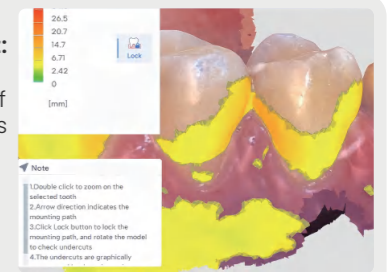 :
f
s
26.5
20.7
14.7
6.71
2.42
0
[mm]
Lock
Note
1.Double click to zoom on the
selected tooth
2.Arrow direction indicates the
mounting path
3.Click Lock button to lock the
mounting path, and rotate the model
to check undercuts
4.The undercuts are graphically